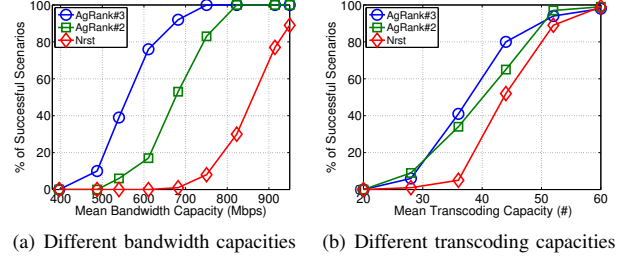 % of Successful Scenarios
100
80
60
40
20
0
AgRank#3
AgRank#2
Nrst
400 500 600 700 800 900
Mean Bandwidth Capacity (Mbps)
(a) Different bandwidth capacities
% of Successful Scenarios
100
80
60
40
20
0
AgRank#3
AgRank#2
Nrst
20 30 40 50 60
Mean Transcoding Capacity (#)
(b) Different transcoding capacities